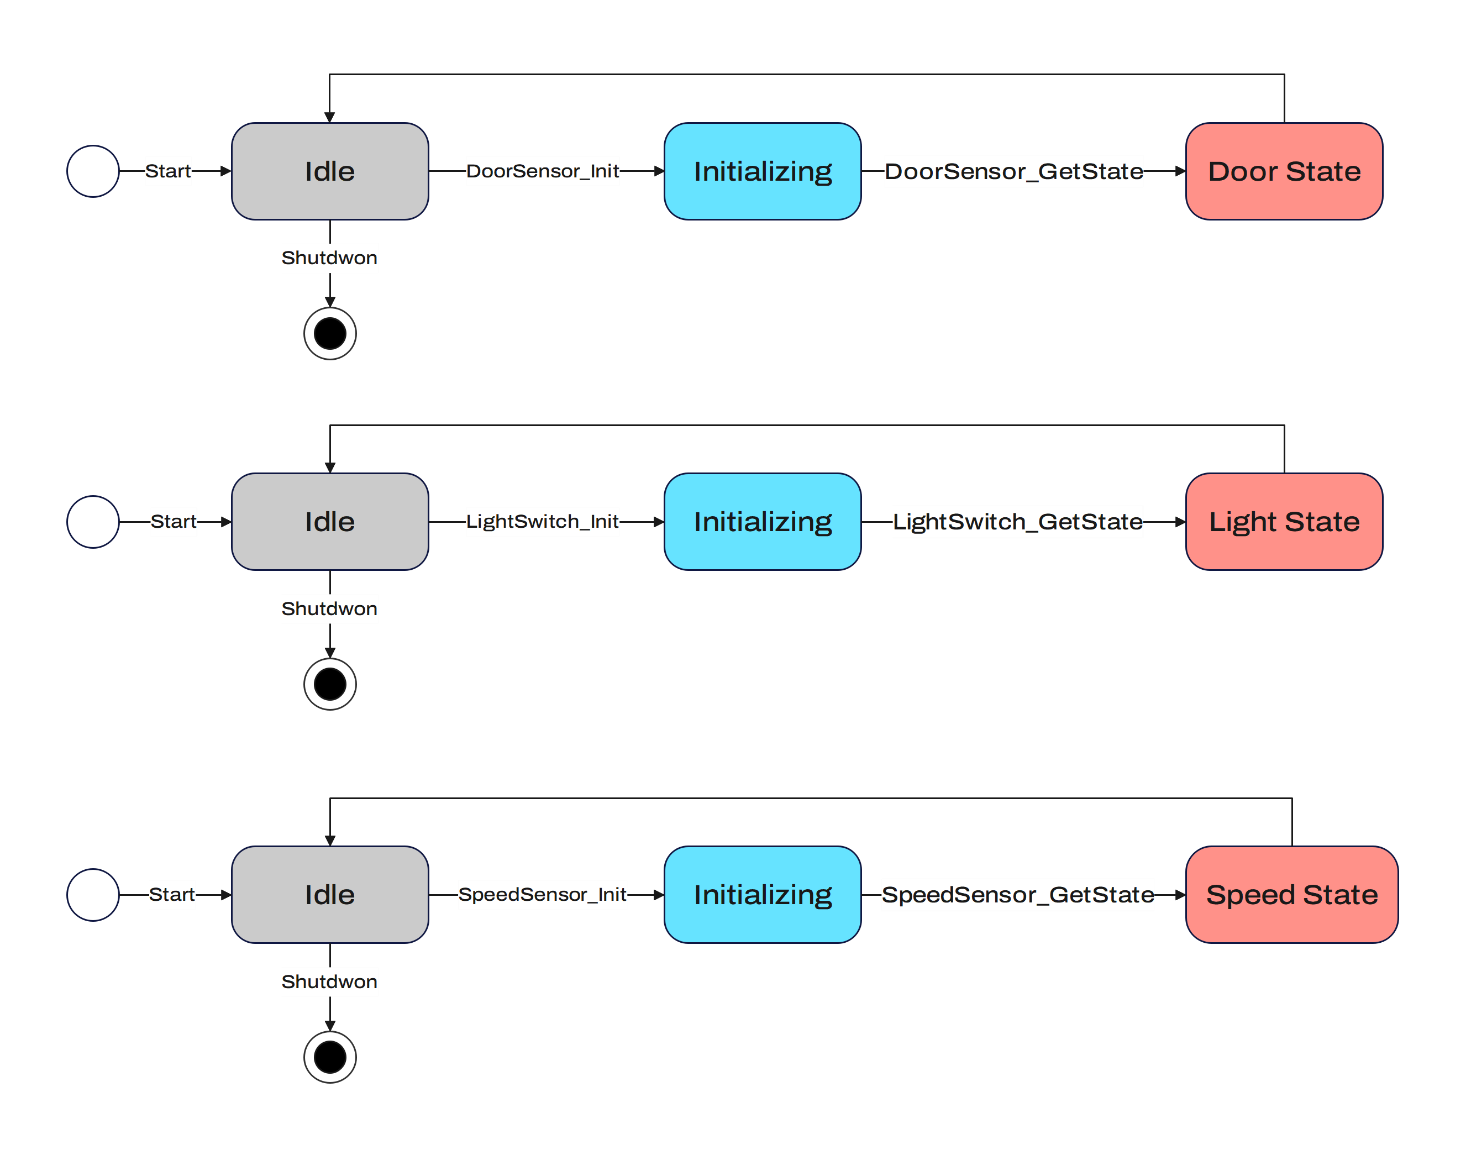 Start
Idle
DoorSensor_Init
Initializing
DoorSensor_GetState
Door State
Shutdwon
Start
Idle
LightSwitch_Init
Initializing
LightSwitch_GetState
Light State
Shutdwon
Start
Idle
SpeedSensor_Init
Initializing
SpeedSensor_GetState
Speed State
Shutdwon